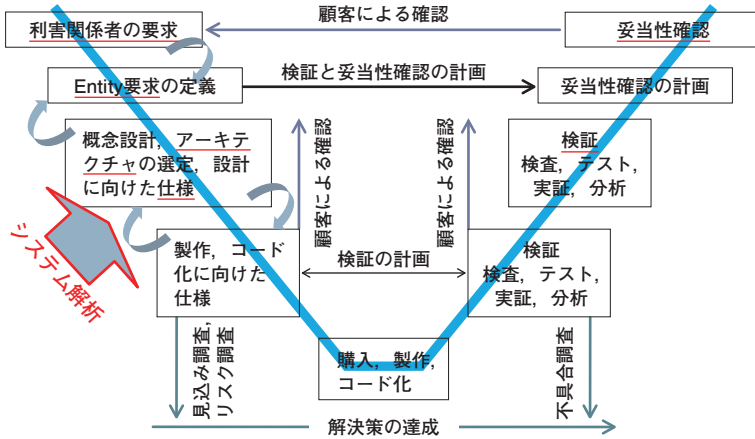 顧客による確認
利害関係者の要求
妥当性確認
検証と妥当性確認の計画
Entity要求の定義
妥当性確認の計画
概念設計，アーキテ
クチャの選定，設計
に向けた仕様
顧客による確認
顧客による確認
検証
検査，テスト，
実証，分析
システム解析
製作，コード
化に向けた
仕様
検証の計画
検証
検査，テスト，
実証，分析
見込み調査，
リスク調査
購入，製作，
コード化
不具合調査
解決策の達成